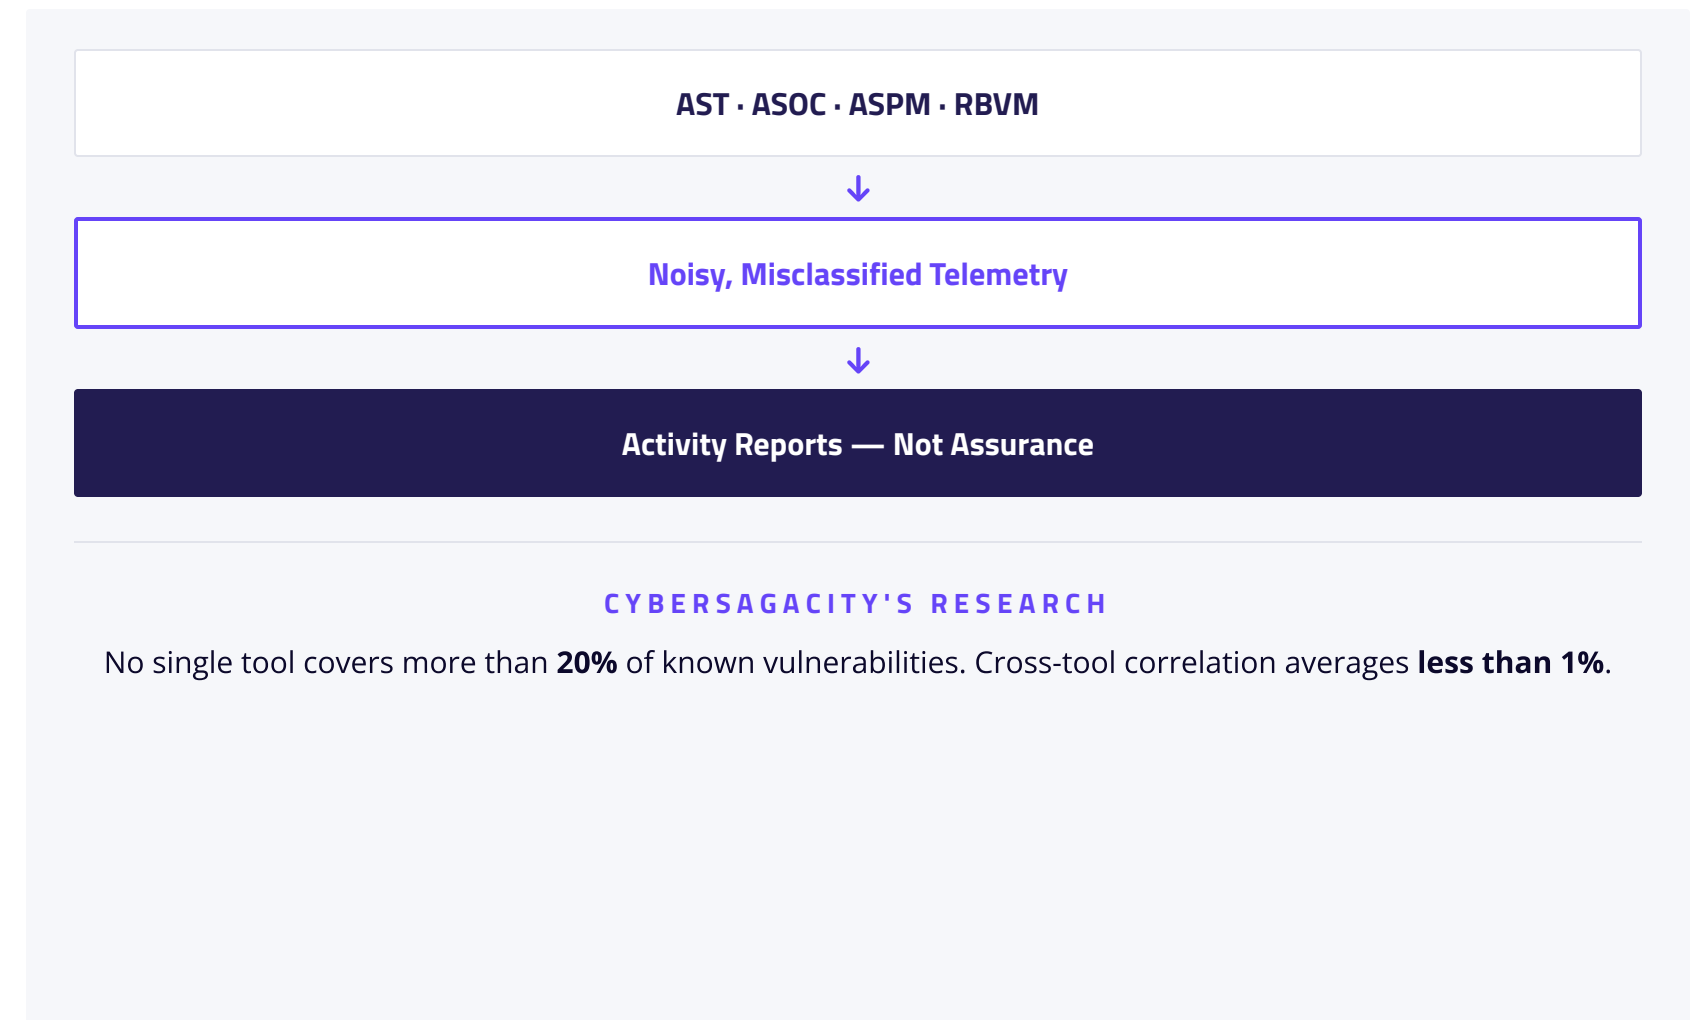 AST · ASOC · ASPM · RBVM
Noisy, Misclassified Telemetry
Activity Reports — Not Assurance
CYBERSAGACITY'S RESEARCH
No single tool covers more than 20% of known vulnerabilities. Cross-tool correlation averages less than 1%.